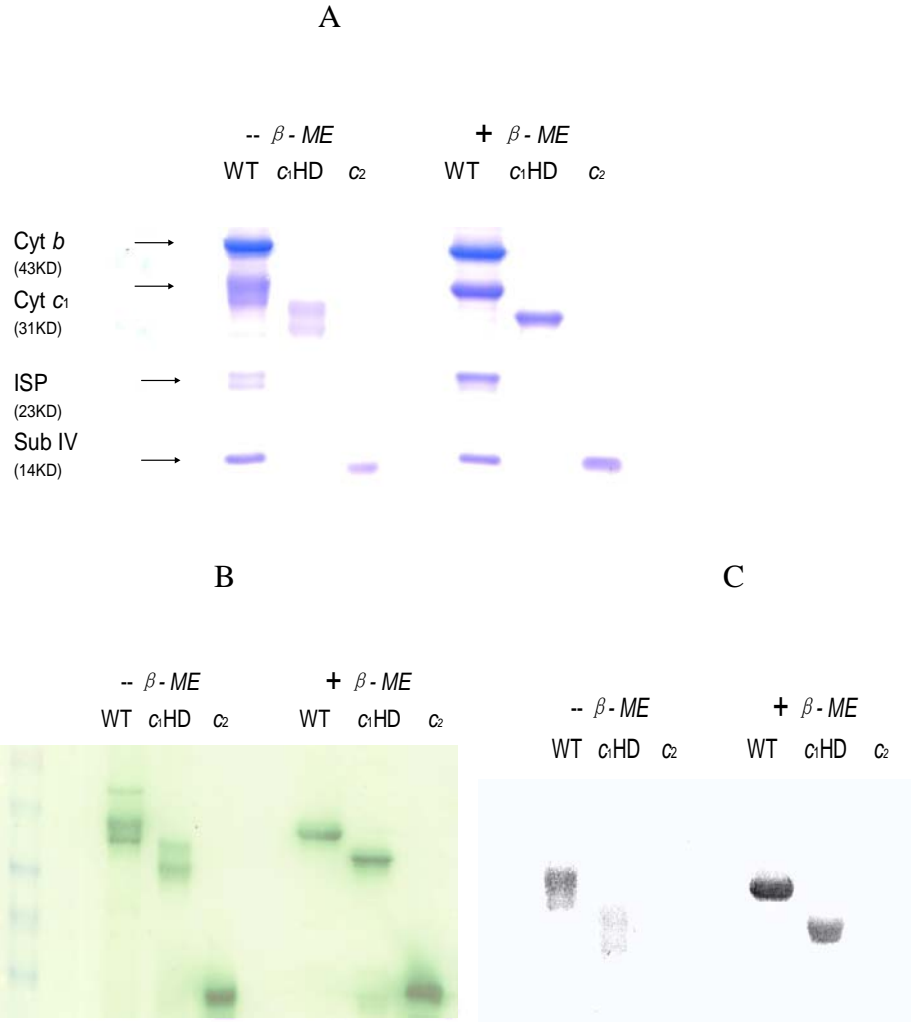 A
-- β - ME + β - ME
WT c1HD c2 WT c1HD c2
Cyt b
(43KD)
Cyt c1
(31KD)
ISP
(23KD)
Sub IV
(14KD)
B C
-- β - ME + β - ME
WT c1HD c2 WT c1HD c2
-- β - ME + β - ME
WT c1HD c2 WT c1HD c2